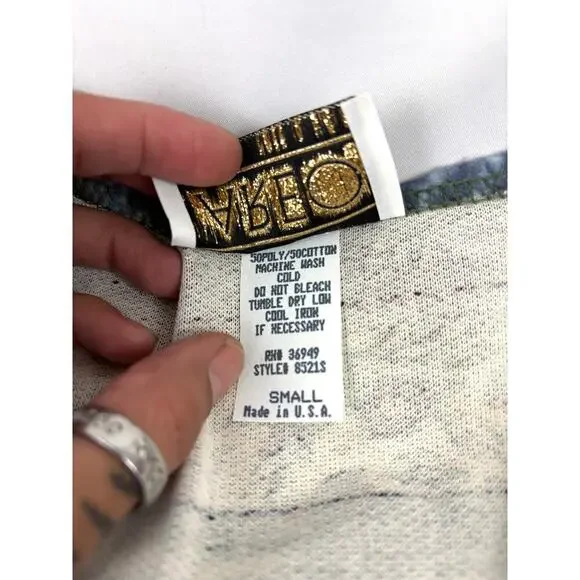 AREO
50POLY/50COTTON
MACHINE WASH
COLD
DO NOT BLEACH
TUMBLE DRY LOW
COOL IRON
IF NECESSARY
RN# 36949
STYLE# 8521S
SMALL
Made in U.S.A.